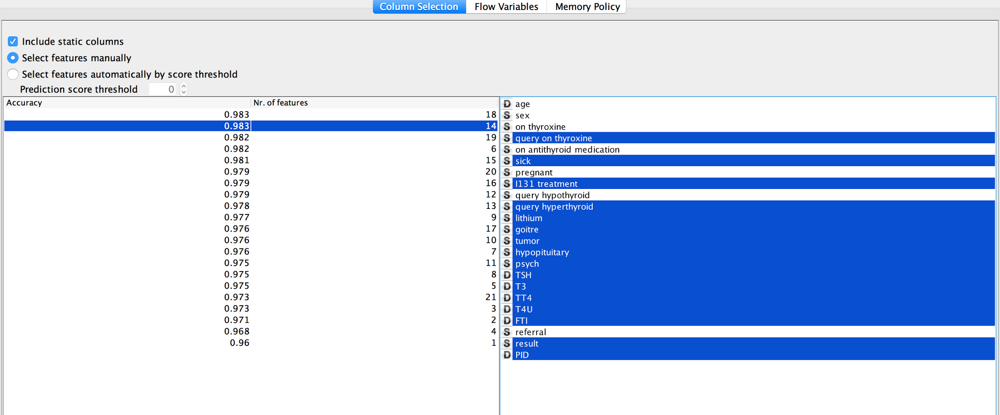 Column Selection Flow Variables Memory Policy
Include static columns
Select features manually
Select features automatically by score threshold
Prediction score threshold 0
Accuracy Nr. of features
0.983 18
0.983 14
0.982 19
0.982 6
0.981 15
0.979 20
0.979 16
0.979 12
0.978 13
0.977 9
0.976 17
0.976 10
0.976 7
0.975 11
0.975 8
0.975 5
0.973 21
0.973 3
0.971 2
0.968 4
0.96 1
D age
S sex
S on thyroxine
S query on thyroxine
S on antithyroid medication
S sick
S pregnant
S I131 treatment
S query hypothyroid
S query hyperthyroid
S lithium
S goitre
S tumor
S hypopituitary
S psych
D TSH
D T3
D TT4
D T4U
D FTI
S referral
S result
D PID